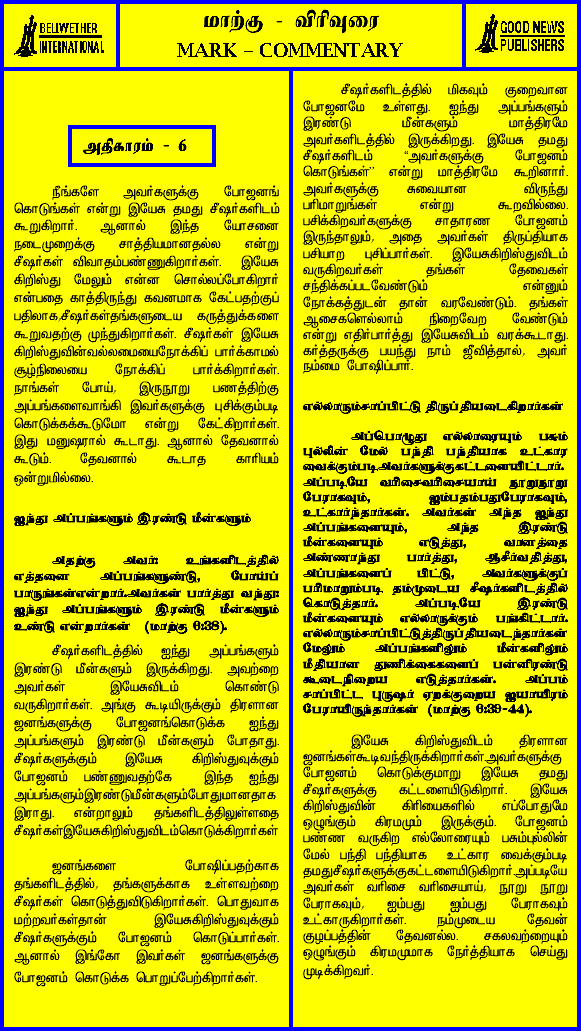 BELWETHER
INTERNATIONAL
மாற்கு - விரிவுரை
MARK – COMMENTARY
GOOD NEWS
PUBLISHERS
அதிகாரம் - 6
நீங்களே அவர்களுக்கு போஜனங்
கொடுங்கள் என்று இயேசு தமது சீஷர்களிடம்
கூறுகிறார். ஆனால் இந்த யோசனை
நடைமுறைக்கு சாத்தியமானதல்ல என்று
சீஷர்கள் விவாதம்பண்ணுகிறார்கள். இயேசு
கிறிஸ்து மேலும் என்ன சொல்லப்போகிறார்
என்பதை காத்திருந்து கவனமாக கேட்பதற்குப்
பதிலாக,சீஷர்கள்தங்களுடைய கருத்துக்களை
கூறுவதற்கு முந்துகிறார்கள். சீஷர்கள் இயேசு
கிறிஸ்துவின்வல்லமையைநோக்கிப் பார்க்காமல்
சூழ்நிலையை நோக்கிப் பார்க்கிறார்கள்.
நாங்கள் போய், இருநூறு பணத்திற்கு
அப்பங்களைவாங்கி இவர்களுக்கு புசிக்கும்படி
கொடுக்கக்கூடுமோ என்று கேட்கிறார்கள்.
இது மனுஷரால் கூடாது. ஆனால் தேவனால்
கூடும். தேவனால் கூடாத காரியம்
ஒன்றுமில்லை.
ஐந்து அப்பங்களும் இரண்டு மீன்களும்
அதற்கு அவர்: உங்களிடத்தில்
எத்தனை அப்பங்களுண்டு, போய்ப்
பாருங்கள்என்றார்.அவர்கள் பார்த்து வந்து:
ஐந்து அப்பங்களும் இரண்டு மீன்களும்
உண்டு என்றார்கள் (மாற்கு 6:38).
சீஷர்களிடத்தில் ஐந்து அப்பங்களும்
இரண்டு மீன்களும் இருக்கிறது. அவற்றை
அவர்கள் இயேசுவிடம் கொண்டு
வருகிறார்கள். அங்கு கூடியிருக்கும் திரளான
ஜனங்களுக்கு போஜனங்கொடுக்க ஐந்து
அப்பங்களும் இரண்டு மீன்களும் போதாது.
சீஷர்களுக்கும் இயேசு கிறிஸ்துவுக்கும்
போஜனம் பண்ணுவதற்கே இந்த ஐந்து
அப்பங்களும்இரண்டுமீன்களும்போதுமானதாக
இராது. என்றாலும் தங்களிடத்திலுள்ளதை
சீஷர்கள்இயேசுகிறிஸ்துவிடம்கொடுக்கிறார்கள்
ஜனங்களை போஷிப்பதற்காக
தங்களிடத்தில், தங்களுக்காக உள்ளவற்றை
சீஷர்கள் கொடுத்துவிடுகிறார்கள். பொதுவாக
மற்றவர்கள்தான் இயேசுகிறிஸ்துவுக்கும்
சீஷர்களுக்கும் போஜனம் கொடுப்பார்கள்.
ஆனால் இங்கோ இவர்கள் ஜனங்களுக்கு
போஜனம் கொடுக்க பொறுப்பேற்கிறார்கள்.
சீஷர்களிடத்தில் மிகவும் குறைவான
போஜனமே உள்ளது. ஐந்து அப்பங்களும்
இரண்டு மீன்களும் மாத்திரமே
அவர்களிடத்தில் இருக்கிறது. இயேசு தமது
சீஷர்களிடம் “அவர்களுக்கு போஜனம்
கொடுங்கள்” என்று மாத்திரமே கூறினார்.
அவர்களுக்கு சுவையான விருந்து
பரிமாறுங்கள் என்று கூறவில்லை.
பசிக்கிறவர்களுக்கு சாதாரண போஜனம்
இருந்தாலும், அதை அவர்கள் திருப்தியாக
பசியாற புசிப்பார்கள். இயேசுகிறிஸ்துவிடம்
வருகிறவர்கள் தங்கள் தேவைகள்
சந்திக்கப்படவேண்டும் என்னும்
நோக்கத்துடன் தான் வரவேண்டும். தங்கள்
ஆசைகளெல்லாம் நிறைவேற வேண்டும்
என்று எதிர்பார்த்து இயேசுவிடம் வரக்கூடாது.
கர்த்தருக்கு பயந்து நாம் ஜீவித்தால், அவர்
நம்மை போஷிப்பார்.
எல்லாரும்சாப்பிட்டு திருப்தியடைகிறார்கள்
அப்பொழுது எல்லாரையும் பசும்
புல்லின் மேல் பந்தி பந்தியாக உட்கார
வைக்கும்படி,அவர்களுக்குகட்டளையிட்டார்.
அப்படியே வரிசைவரிசையாய் நூறுநூறு
பேராகவும், ஐம்பதைம்பதுபேராகவும்,
உட்கார்ந்தார்கள். அவர் அந்த ஐந்து
அப்பங்களையும், அந்த இரண்டு
மீன்களையும் எடுத்து, வானத்தை
அண்ணாந்து பார்த்து, ஆசீர்வதித்து,
அப்பங்களைப் பிட்டு, அவர்களுக்குப்
பரிமாறும்படி தம்முடைய சீஷர்களிடத்தில்
கொடுத்தார். அப்படியே இரண்டு
மீன்களையும் எல்லாருக்கும் பங்கிட்டார்.
எல்லாரும்சாப்பிட்டுத்திருப்தியடைந்தார்கள்
மேலும் அப்பங்களிலும் மீன்களிலும்
மீதியான துணிக்கைகளைப் பன்னிரண்டு
கூடைநிறைய எடுத்தார்கள். அப்பம்
சாப்பிட்ட புருஷர் ஏறக்குறைய ஐயாயிரம்
பேராயிருந்தார்கள் (மாற்கு 6:39-44).
இயேசு கிறிஸ்துவிடம் திரளான
ஜனங்கள்கூடிவந்திருக்கிறார்கள்.அவர்களுக்கு
போஜனம் கொடுக்குமாறு இயேசு தமது
சீஷர்களுக்கு கட்டளையிடுகிறார். இயேசு
கிறிஸ்துவின் கிரியைகளில் எப்போதுமே
ஒழுங்கும் கிரமமும் இருக்கும். போஜனம்
பண்ண வருகிற எல்லோரையும் பசும்புல்லின்
மேல் பந்தி பந்தியாக உட்கார வைக்கும்படி
தமதுசீஷர்களுக்குகட்டளையிடுகிறார்.அப்படியே
அவர்கள் வரிசை வரிசையாய், நூறு நூறு
பேராகவும், ஐம்பது ஐம்பது பேராகவும்
உட்காருகிறார்கள். நம்முடைய தேவன்
குழப்பத்தின் தேவனல்ல. சகலவற்றையும்
ஒழுங்கும் கிரமமுமாக நேர்த்தியாக செய்து
முடிக்கிறவர்.